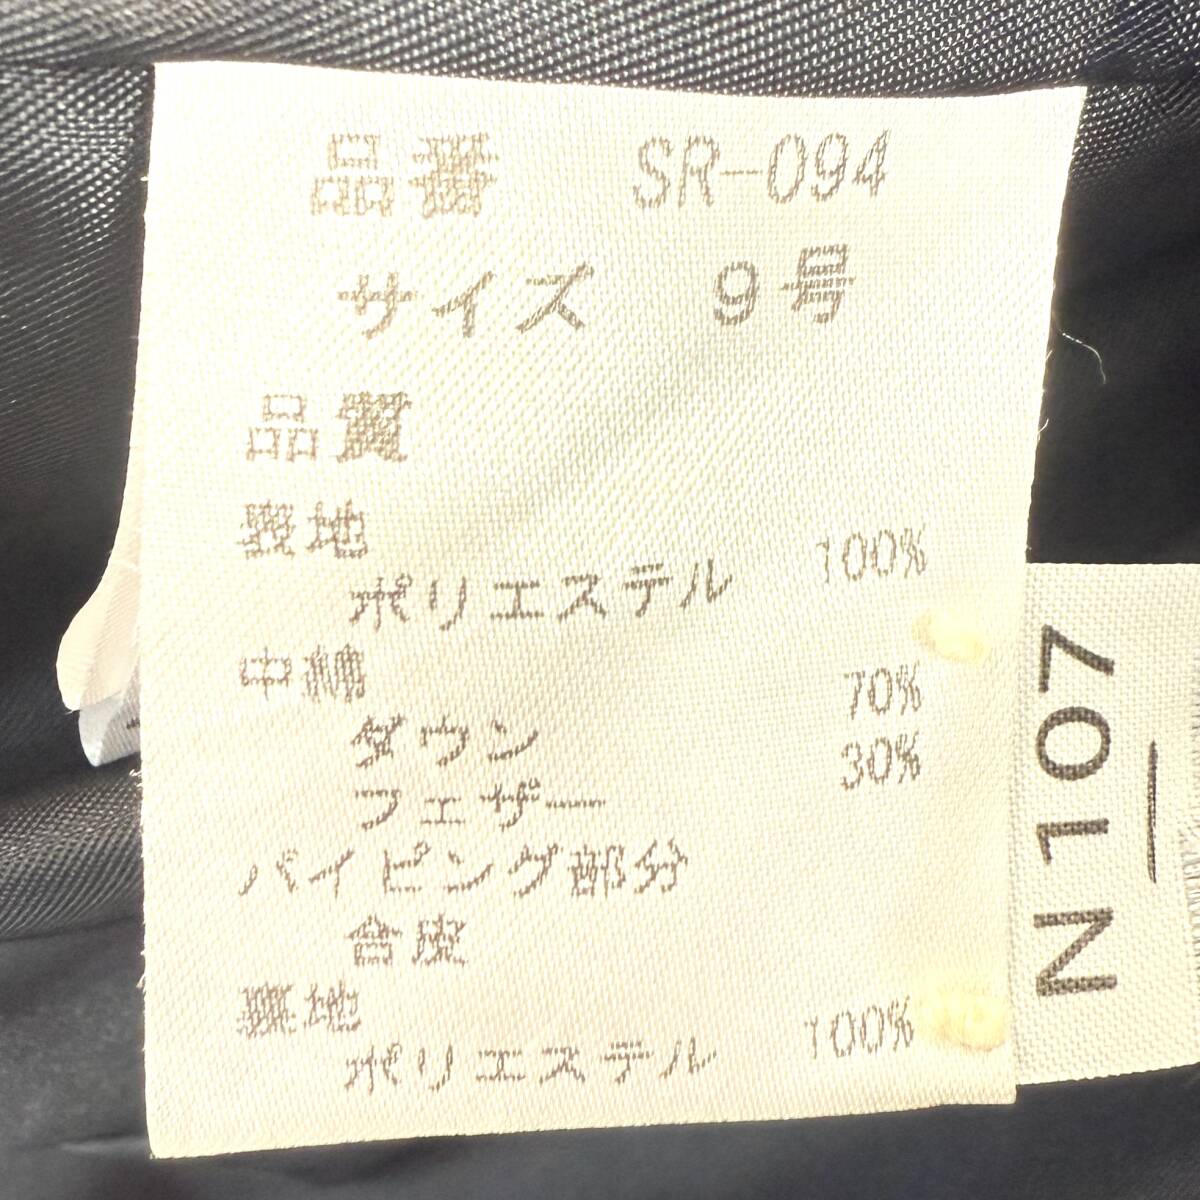 品番 SR-094
サイズ 9号
品質
表地
ポリエステル 100%
中綿
ダウン 70%
フェザー 30%
パイピング部分
合皮
裏地
ポリエステル 100%
N107